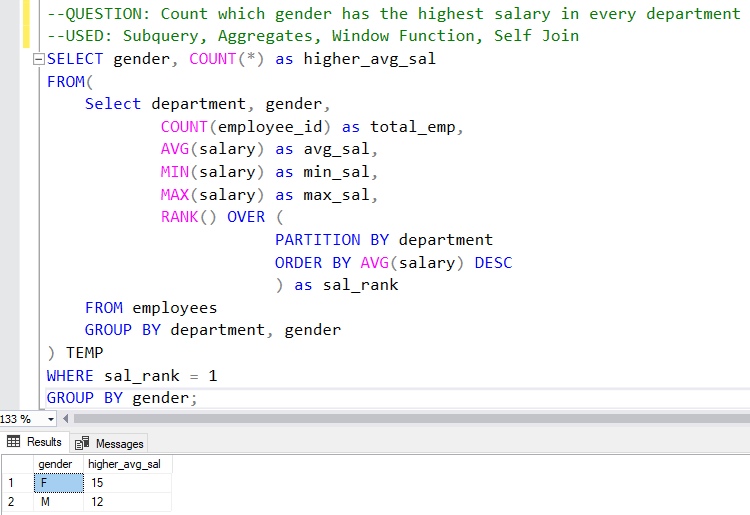 --QUESTION: Count which gender has the highest salary in every department
--USED: Subquery, Aggregates, Window Function, Self Join
SELECT gender, COUNT(*) as higher_avg_sal
FROM(
Select department, gender,
COUNT(employee_id) as total_emp,
AVG(salary) as avg_sal,
MIN(salary) as min_sal,
MAX(salary) as max_sal,
RANK() OVER (
PARTITION BY department
ORDER BY AVG(salary) DESC
) as sal_rank
FROM employees
GROUP BY department, gender
) TEMP
WHERE sal_rank = 1
GROUP BY gender;
133 %
Results Messages
gender higher_avg_sal
1 F 15
2 M 12